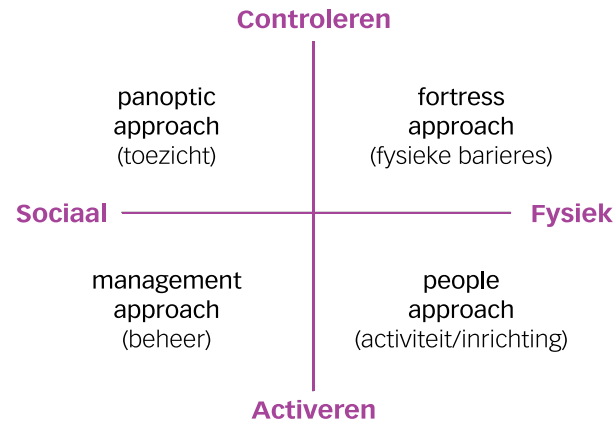 Controleren
panoptic
approach
(toezicht)
fortress
approach
(fysieke barieres)
Sociaal
Fysiek
management
approach
(beheer)
people
approach
(activiteit/inrichting)
Activeren